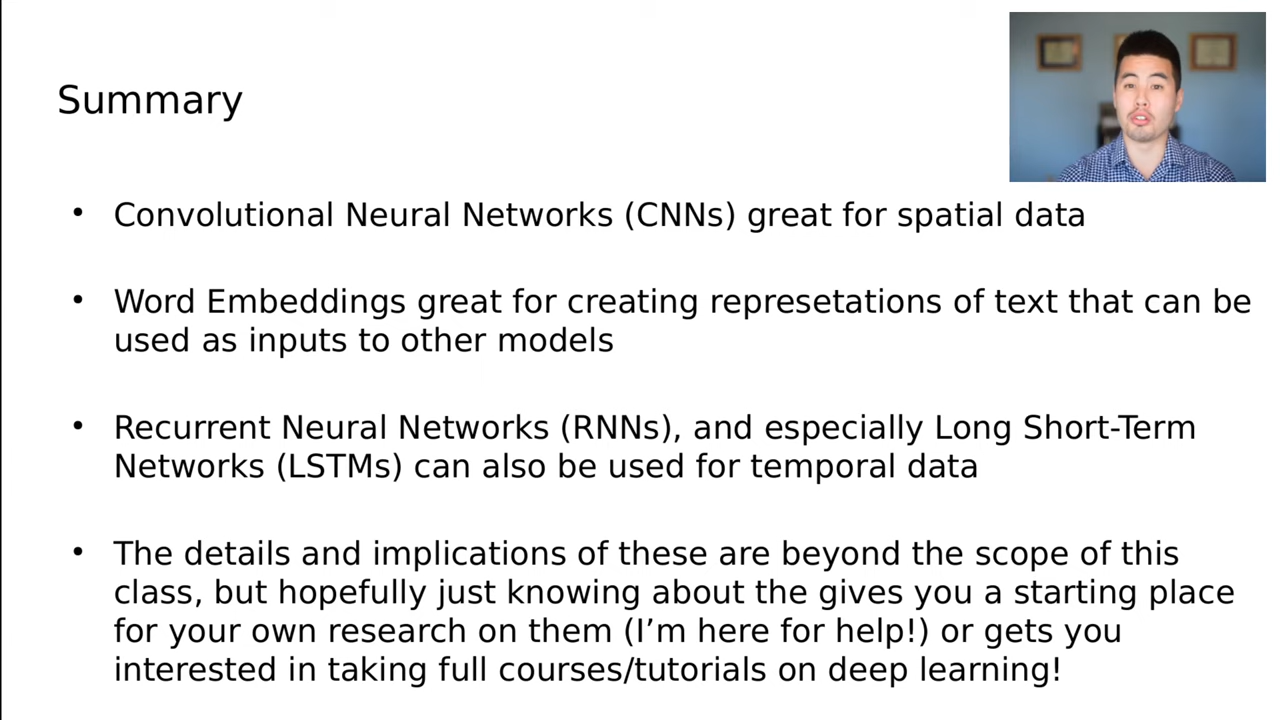 Summary
• Convolutional Neural Networks (CNNs) great for spatial data
• Word Embeddings great for creating represetations of text that can be
used as inputs to other models
• Recurrent Neural Networks (RNNs), and especially Long Short-Term
Networks (LSTMs) can also be used for temporal data
• The details and implications of these are beyond the scope of this
class, but hopefully just knowing about the gives you a starting place
for your own research on them (I’m here for help!) or gets you
interested in taking full courses/tutorials on deep learning!